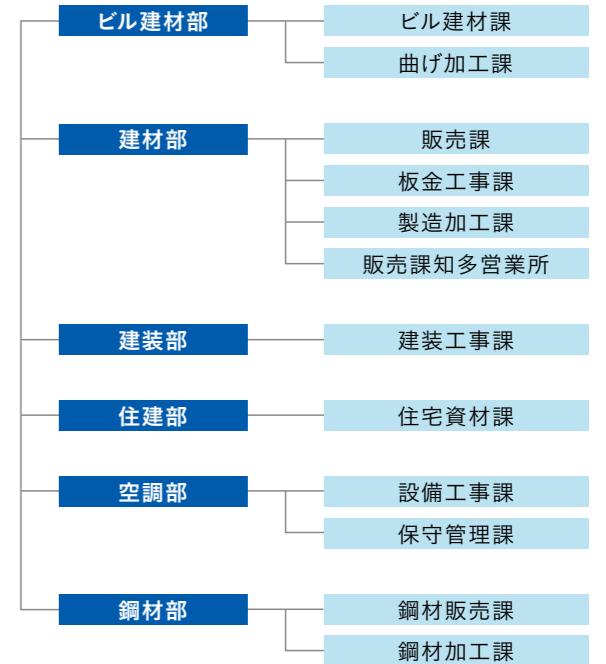 ビル建材部
ビル建材課
曲げ加工課
建材部
販売課
板金工事課
製造加工課
販売課知多営業所
建装部
建装工事課
住建部
住宅資材課
空調部
設備工事課
保守管理課
鋼材部
鋼材販売課
鋼材加工課